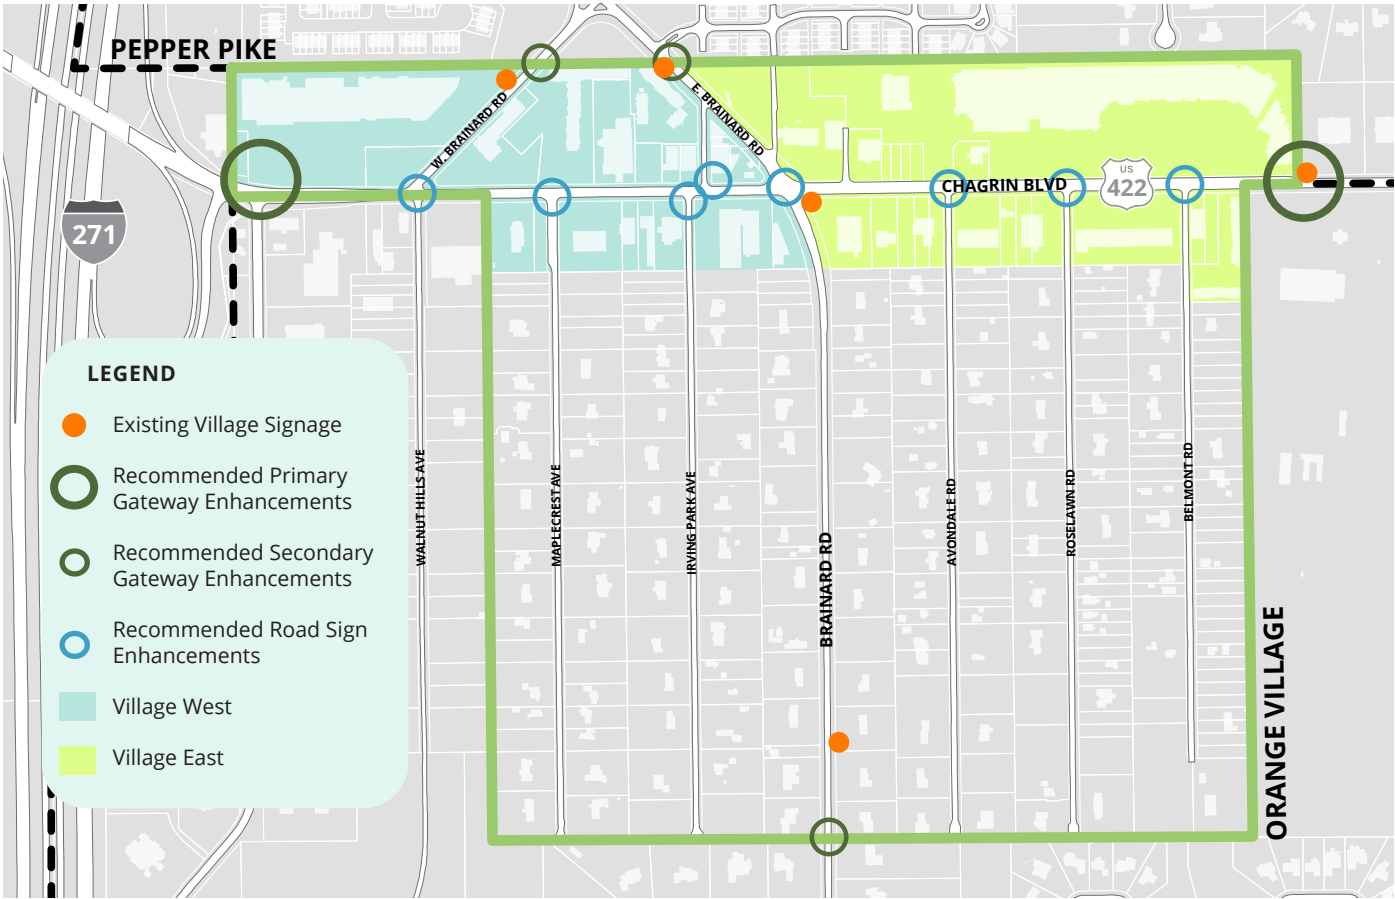 PEPPER PIKE
W. BRAINARD RD
E. BRAINARD RD
CHAGRIN BLVD
US
422
271
LEGEND
Existing Village Signage
Recommended Primary
Gateway Enhancements
Recommended Secondary
Gateway Enhancements
Recommended Road Sign
Enhancements
Village West
Village East
WALNUT HILLS AVE
MAPLECREST AVE
IRVING PARK AVE
BRAINARD RD
AVONDALE RD
ROSELAWN RD
BELMONT RD
ORANGE VILLAGE